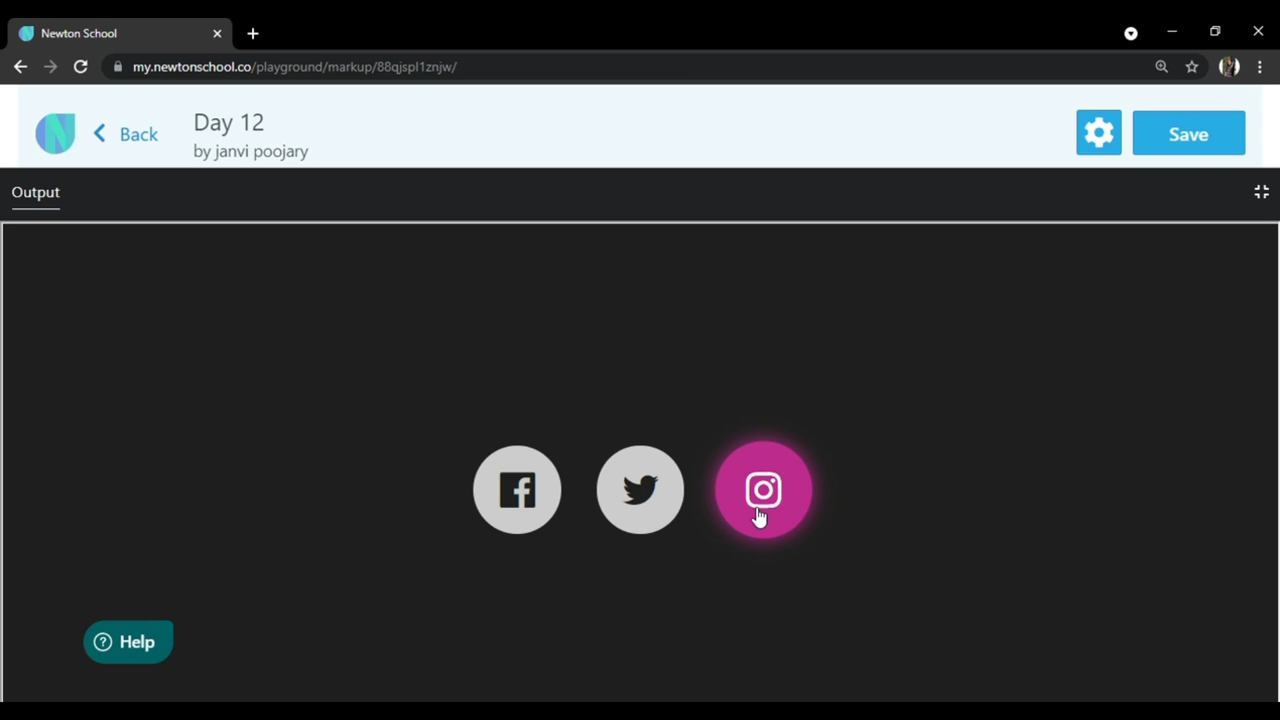 Newton School
my.newtonschool.co/playground/markup/88qjspl1znjw/
Back
Day 12
by janvi poojary
Save
Output
Help